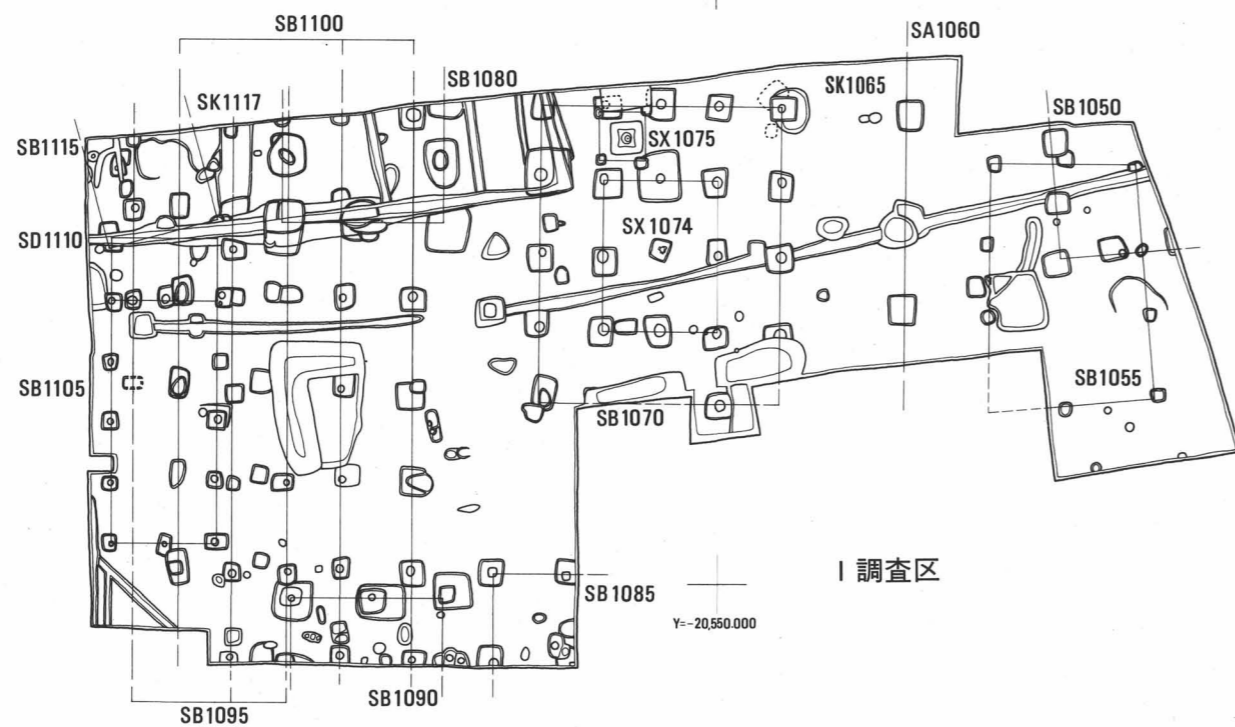 SB1100
SA1060
SB1080
SK1065
SK1117
SB1050
SB1115
SX1075
SD1110
SX1074
SB1105
SB1055
SB1070
I 調査区
SB1085
Y=-20,550.000
SB1090
SB1095